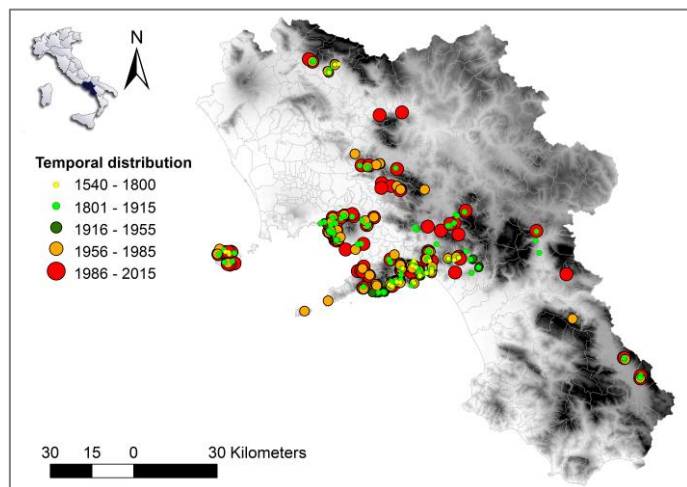 N
Temporal distribution
1540 - 1800
1801 - 1915
1916 - 1955
1956 - 1985
1986 - 2015
30 15 0 30 Kilometers